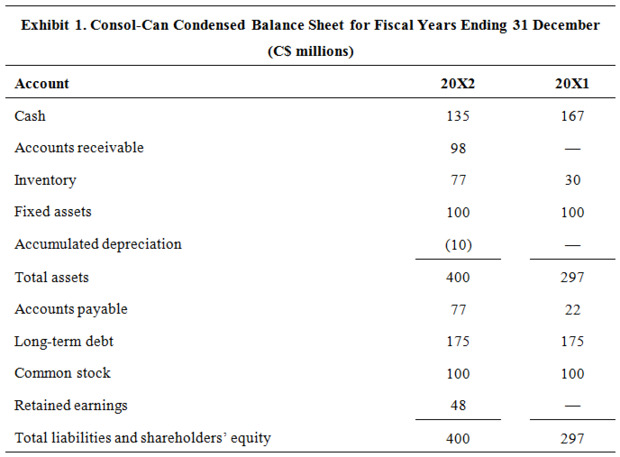 Exhibit 1. Consol-Can Condensed Balance Sheet for Fiscal Years Ending 31 December
(C$ millions)
Account 20X2 20X1
Cash 135 167
Accounts receivable 98 —
Inventory 77 30
Fixed assets 100 100
Accumulated depreciation (10) —
Total assets 400 297
Accounts payable 77 22
Long-term debt 175 175
Common stock 100 100
Retained earnings 48 —
Total liabilities and shareholders’ equity 400 297